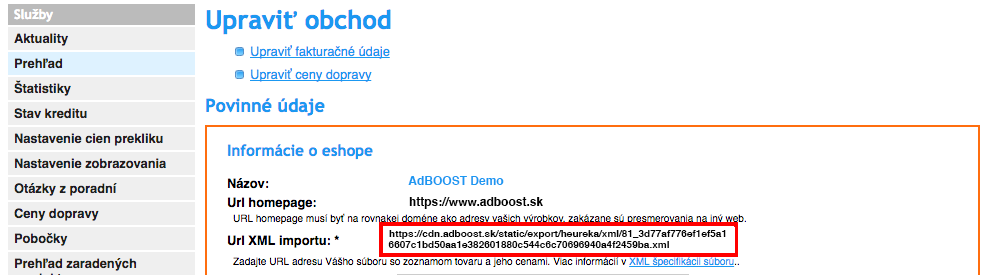 Služby
Aktuality
Prehľad
Štatistiky
Stav kreditu
Nastavenie cien prekliku
Nastavenie zobrazovania
Otázky z poradní
Ceny dopravy
Pobočky
Prehľad zaradených
Upraviť obchod
Upraviť fakturačné údaje
Upraviť ceny dopravy
Povinné údaje
Informácie o eshope
Názov: AdBOOST Demo
Url homepage: https://www.adboost.sk
URL homepage musí byť na rovnakej doméne ako adresy vašich výrobkov, zakázane sú presmerovania na iný web.
Url XML importu: * https://cdn.adboost.sk/static/export/heureka/xml/81_3d77af776ef1ef5a1
6607c1bd50aa1e382601880c544c6c70696940a4f2459ba.xml
Zadajte URL adresu Vášho súboru so zoznamom tovaru a jeho cenami. Viac informácií v XML špecifikácií súboru..